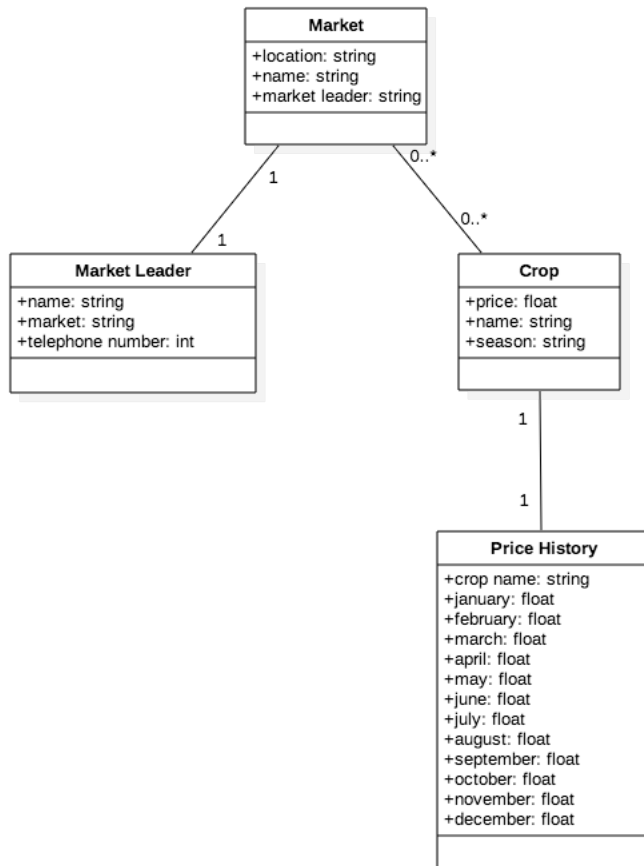 Market
+location: string
+name: string
+market leader: string
1
0..*
1
0..*
Market Leader
+name: string
+market: string
+telephone number: int
Crop
+price: float
+name: string
+season: string
1
1
Price History
+crop name: string
+january: float
+february: float
+march: float
+april: float
+may: float
+june: float
+july: float
+august: float
+september: float
+october: float
+november: float
+december: float